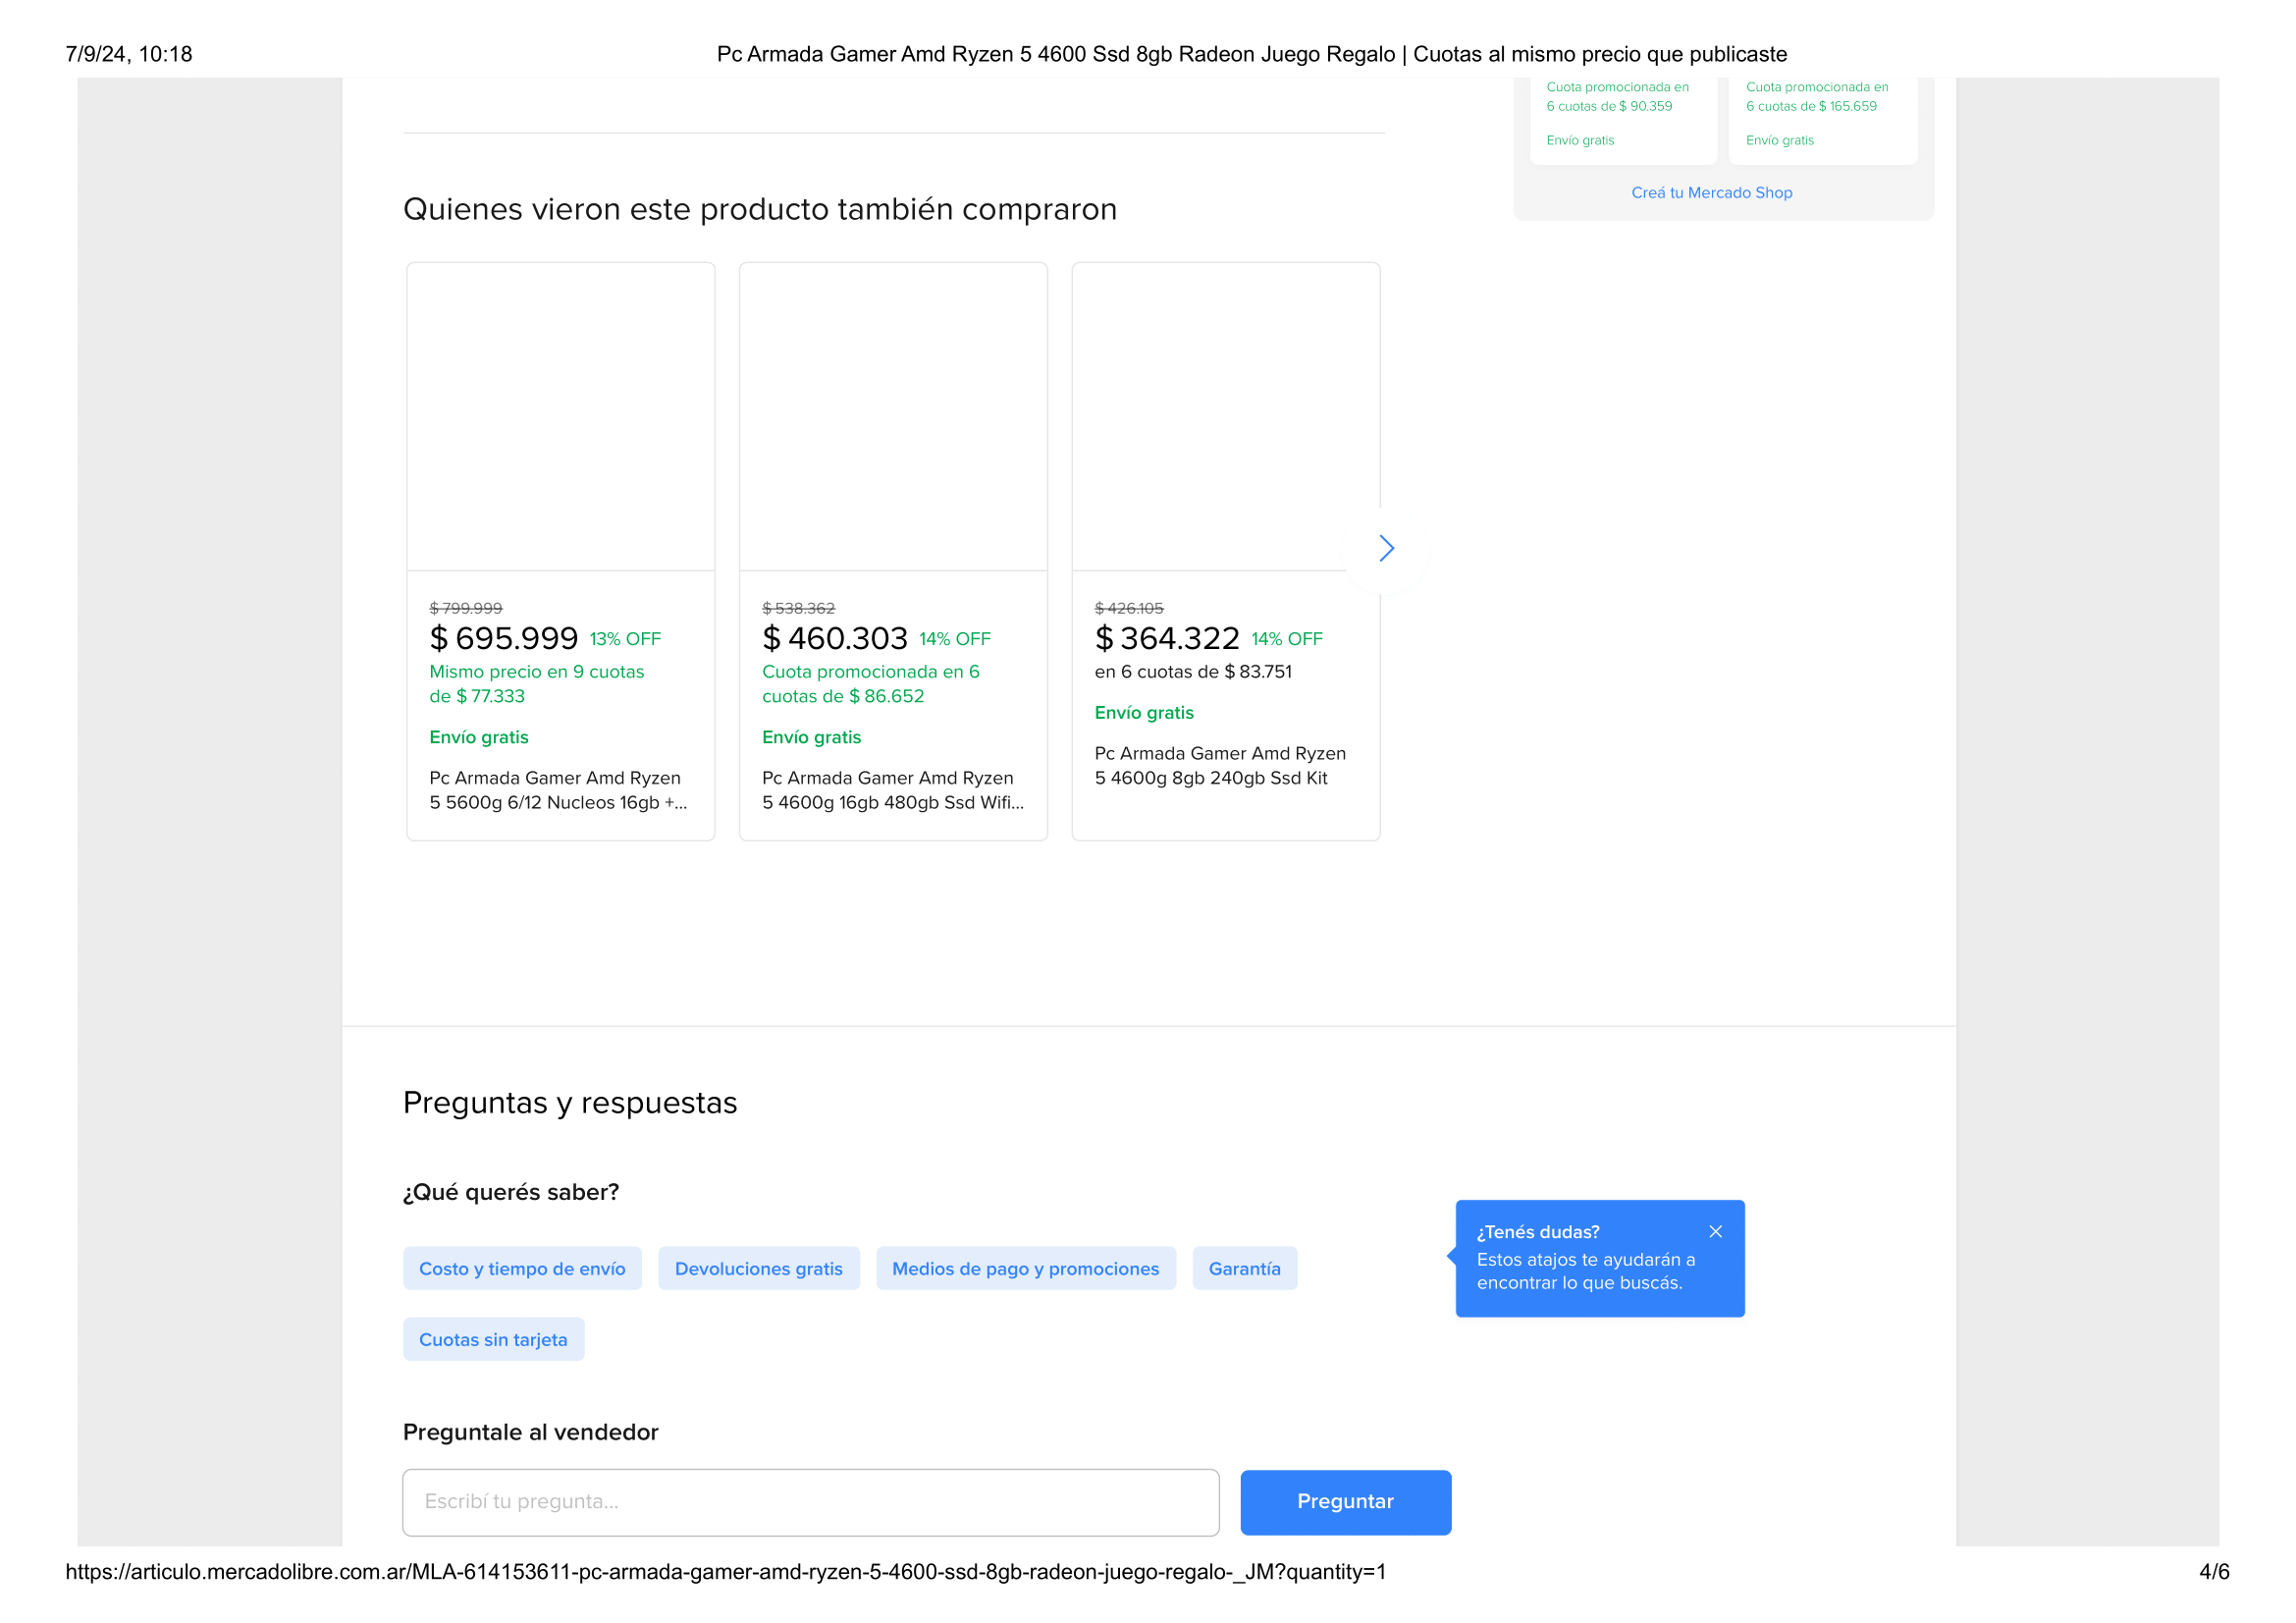 7/9/24, 10:18
Pc Armada Gamer Amd Ryzen 5 4600 Ssd 8gb Radeon Juego Regalo | Cuotas al mismo precio que publicaste
Cuota promocionada en
6 cuotas de $ 90.359
Envío gratis
Cuota promocionada en
6 cuotas de $ 165.659
Envío gratis
Creá tu Mercado Shop
Quienes vieron este producto también compraron
$ 799.999
$ 695.999 13% OFF
Mismo precio en 9 cuotas
de $ 77.333
Envío gratis
Pc Armada Gamer Amd Ryzen
5 5600g 6/12 Nucleos 16gb +...
$ 538.362
$ 460.303 14% OFF
Cuota promocionada en 6
cuotas de $ 86.652
Envío gratis
Pc Armada Gamer Amd Ryzen
5 4600g 16gb 480gb Ssd Wifi...
$ 426.105
$ 364.322 14% OFF
en 6 cuotas de $ 83.751
Envío gratis
Pc Armada Gamer Amd Ryzen
5 4600g 8gb 240gb Ssd Kit
Preguntas y respuestas
¿Qué querés saber?
Costo y tiempo de envío
Devoluciones gratis
Medios de pago y promociones
Garantía
Cuotas sin tarjeta
¿Tenés dudas?
Estos atajos te ayudarán a
encontrar lo que buscás.
Preguntale al vendedor
Escribí tu pregunta...
Preguntar
https://articulo.mercadolibre.com.ar/MLA-614153611-pc-armada-gamer-amd-ryzen-5-4600-ssd-8gb-radeon-juego-regalo-_JM?quantity=1
4/6